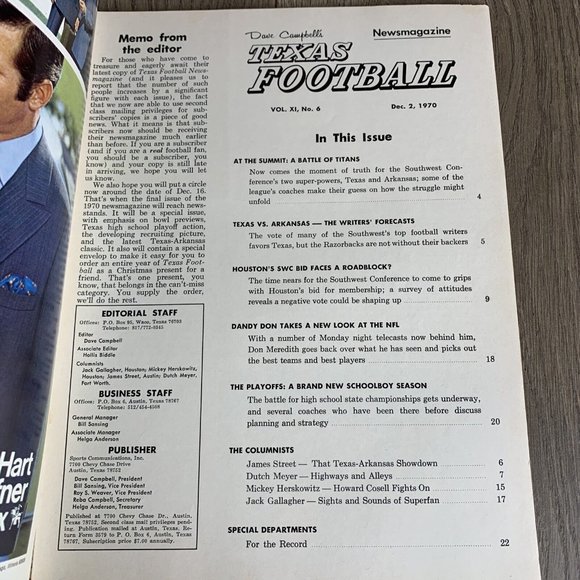 Memo from
the editor
For those who have come to
treasure and eagerly await their
latest copy of Texas Football News-
magazine (and it pleases us to
report that the number of such
people increases by a significant
figure with each issue), the fact
that we now are able to use second
class mailing privileges for sub-
scribers' copies is a piece of good
news. What it means is that sub-
scribers now should be receiving
their newsmagazine much earlier
than before. If you are a subscriber
(and if you are a real football fan,
you should be a subscriber, you
know) and your copy is still late
in arriving, we hope you will let
us know.
We also hope you will put a circle
now around the date of Dec. 16.
That's when the final issue of the
1970 newsmagazine will reach news-
stands. It will be a special issue,
with emphasis on bowl previews,
Texas high school playoff action,
the developing recruiting picture,
and the latest Texas-Arkansas
classic. It also will contain a special
envelop to make it easy for you to
order an entire year of Texas Foot-
ball as a Christmas present for a
friend. That's one present, you
know, that belongs in the can't-miss
category. You supply the order,
we'll do the rest.
EDITORIAL STAFF
Offices: P.O. Box 95, Waco, Texas 76703
Telephone: 817/772-6345
Editor
Dave Campbell
Associate Editor
Hollis Biddle
Columnists
Jack Gallagher, Houston; Mickey Herskowitz,
Houston; James Street, Austin; Dutch Meyer,
Fort Worth.
BUSINESS STAFF
Offices: P.O. Box 6, Austin, Texas 78767
Telephone: 512/454-4508
General Manager
Bill Sansing
Associate Manager
Helga Anderson
PUBLISHER
Sports Communications, Inc.
7700 Chevy Chase Drive
Austin, Texas 78752
Dave Campbell, President
Bill Sansing, Vice President
Roy S. Weaver, Vice President
Reba Campbell, Secretary
Helga Anderson, Treasurer
Published at 7700 Chevy Chase Dr., Austin,
Texas 78752. Second class mail privileges pend-
ing. Publication mailed at Austin, Texas. Re-
turn Form 3579 to P. O. Box 6, Austin, Texas
78767, Subscription price $7.00 annually.
Dave Campbell's
Newsmagazine
TEXAS
FOOTBALL
VOL. XI, No. 6 Dec. 2, 1970
In This Issue
AT THE SUMMIT: A BATTLE OF TITANS
Now comes the moment of truth for the Southwest Con-
ference's two super-powers, Texas and Arkansas; some of the
league's coaches make their guess on how the struggle might
unfold 4
TEXAS VS. ARKANSAS — THE WRITERS' FORECASTS
The vote of many of the Southwest's top football writers
favors Texas, but the Razorbacks are not without their backers 5
HOUSTON'S SWC BID FACES A ROADBLOCK?
The time nears for the Southwest Conference to come to grips
with Houston's bid for membership; a survey of attitudes
reveals a negative vote could be shaping up 9
DANDY DON TAKES A NEW LOOK AT THE NFL
With a number of Monday night telecasts now behind him,
Don Meredith goes back over what he has seen and picks out
the best teams and best players 18
THE PLAYOFFS: A BRAND NEW SCHOOLBOY SEASON
The battle for high school state championships gets underway,
and several coaches who have been there before discuss
planning and strategy 20
THE COLUMNISTS
James Street — That Texas-Arkansas Showdown 6
Dutch Meyer — Highways and Alleys 7
Mickey Herskowitz — Howard Cosell Fights On 15
Jack Gallagher — Sights and Sounds of Superfan 17
SPECIAL DEPARTMENTS
For the Record 22
Hart
ffner
x